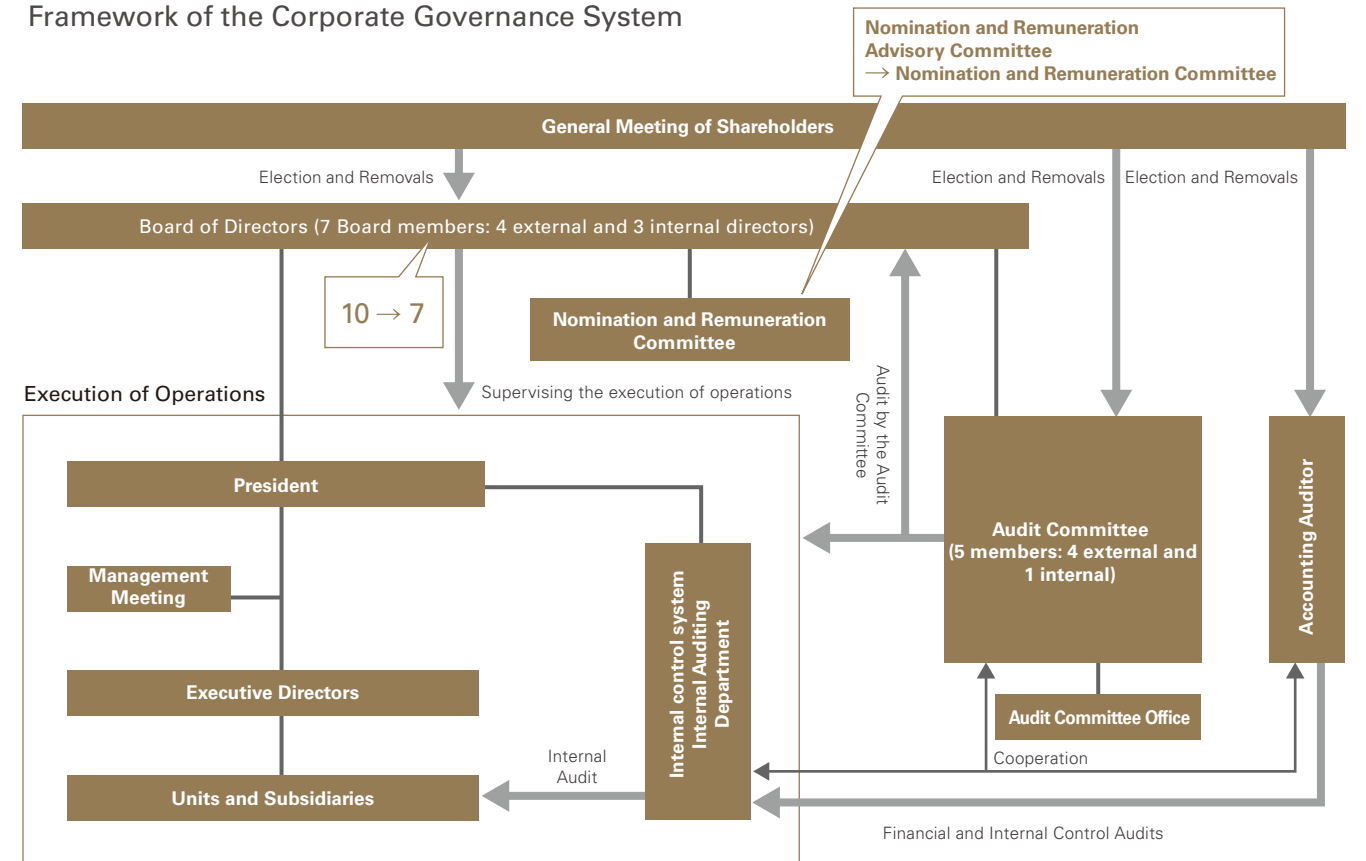 Framework of the Corporate Governance System
Nomination and Remuneration
Advisory Committee
→ Nomination and Remuneration Committee
General Meeting of Shareholders
Election and Removals
Election and Removals
Election and Removals
Board of Directors (7 Board members: 4 external and 3 internal directors)
10 → 7
Nomination and Remuneration
Committee
Execution of Operations
Supervising the execution of operations
Audit by the Audit
Committee
President
Management
Meeting
Executive Directors
Units and Subsidiaries
Internal control system
Internal Auditing
Department
Internal
Audit
Audit Committee
(5 members: 4 external and
1 internal)
Accounting Auditor
Audit Committee Office
Cooperation
Financial and Internal Control Audits